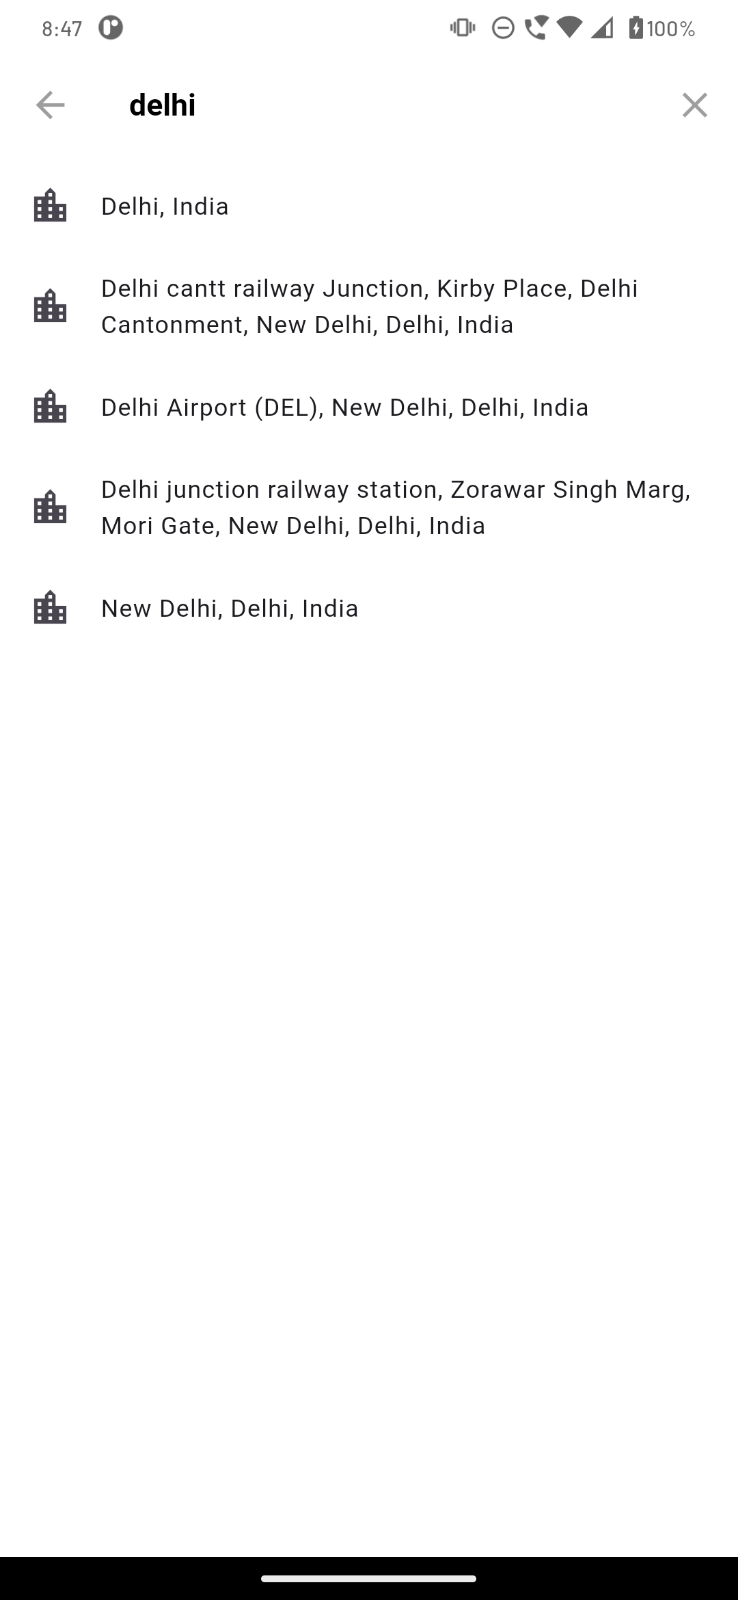 8:47
100%
delhi
Delhi, India
Delhi cantt railway Junction, Kirby Place, Delhi
Cantonment, New Delhi, Delhi, India
Delhi Airport (DEL), New Delhi, Delhi, India
Delhi junction railway station, Zorawar Singh Marg,
Mori Gate, New Delhi, Delhi, India
New Delhi, Delhi, India